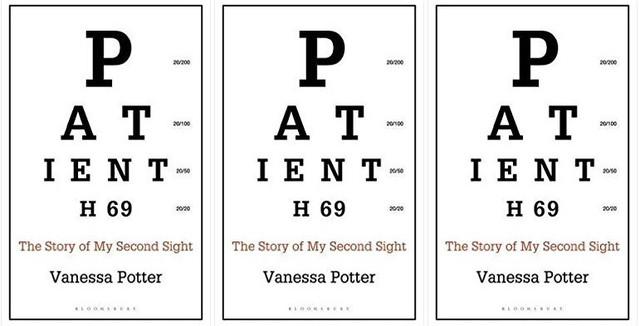 P
20/200
A T
20/100
I E N T
20/50
H 69
20/20
The Story of My Second Sight
Vanessa Potter
BLOOMSBURY
P
20/200
A T
20/100
I E N T
20/50
H 69
20/20
The Story of My Second Sight
Vanessa Potter
BLOOMSBURY
P
20/200
A T
20/100
I E N T
20/50
H 69
20/20
The Story of My Second Sight
Vanessa Potter
BLOOMSBURY